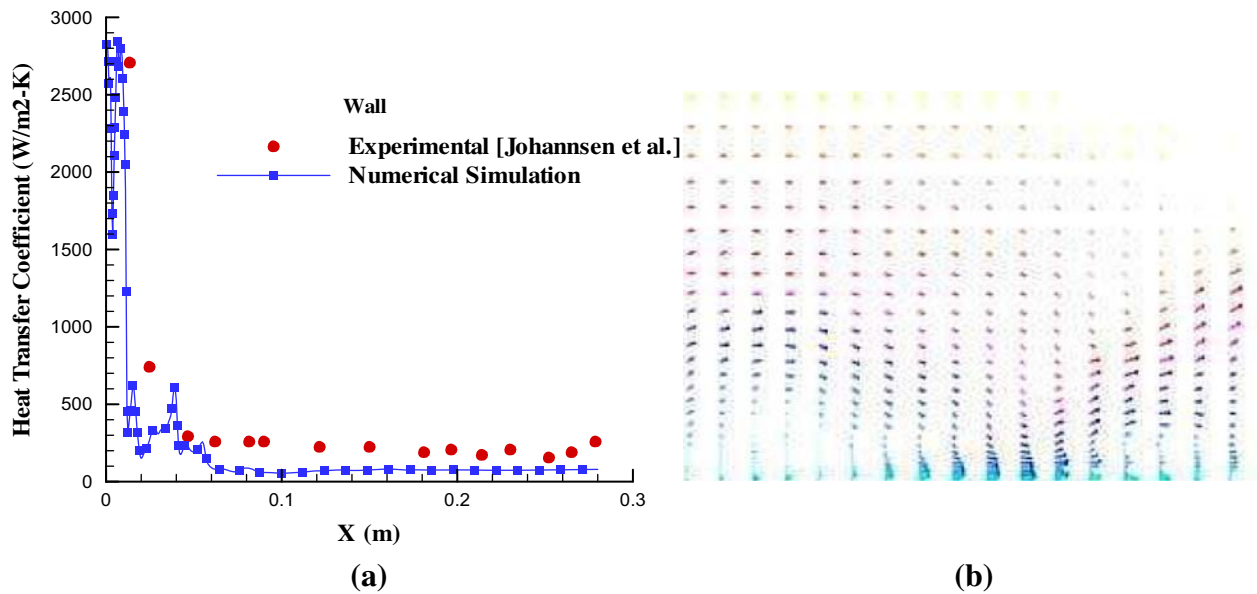 3000
2500
2000
1500
1000
500
0
Heat Transfer Coefficient (W/m2-K)
Wall
Experimental [Johannsen et al.]
Numerical Simulation
0 0.1 0.2 0.3
X (m)
(a) (b)